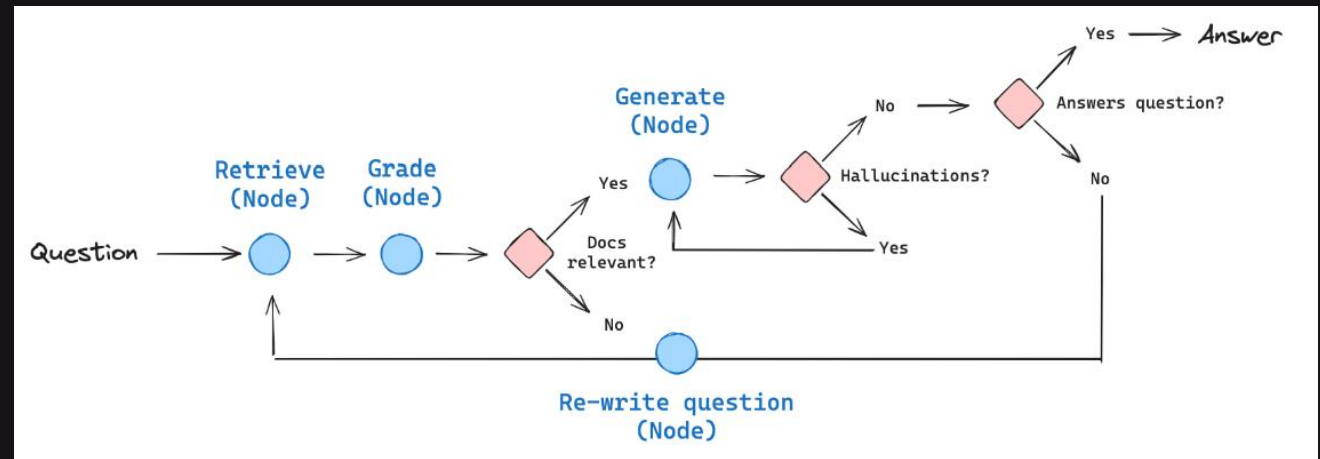 Yes
Answer
Generate
(Node)
No
Answers question?
Retrieve
(Node)
Grade
(Node)
Yes
Hallucinations?
No
Question
Docs
relevant?
Yes
No
Re-write question
(Node)